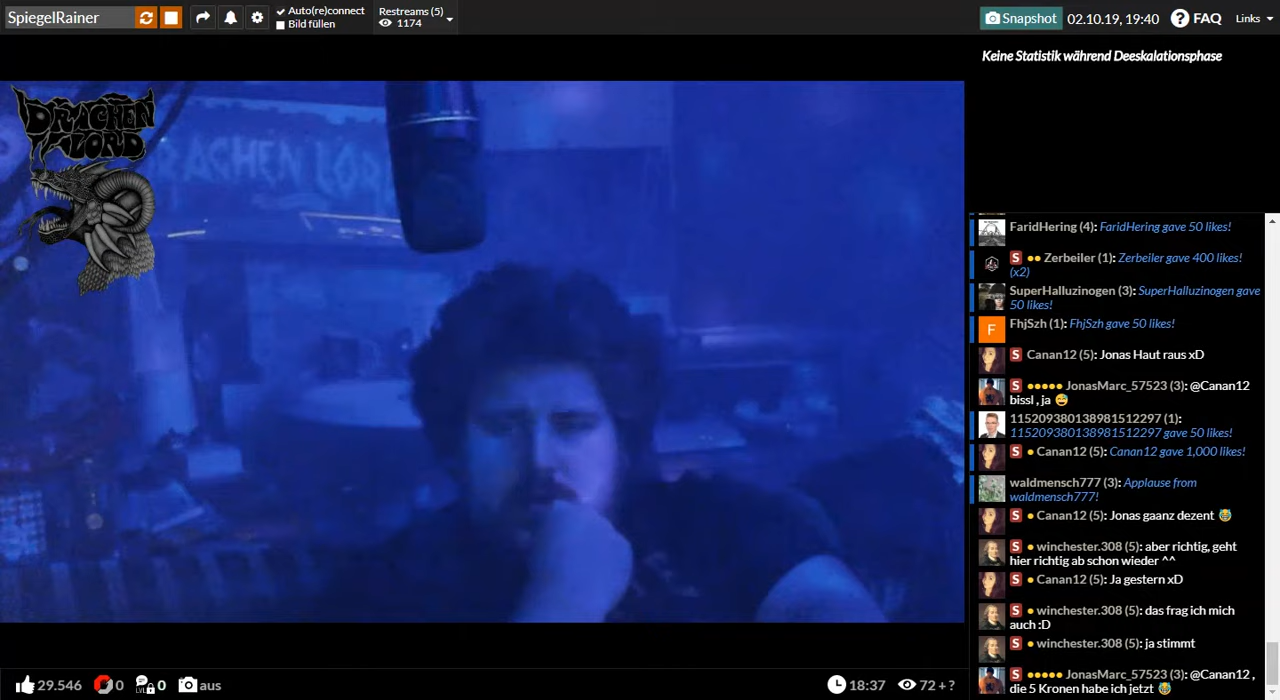 SpiegelRainer
Auto(re)connect
Bild füllen
Restreams (5)
1174
Snapshot
02.10.19, 19:40
FAQ
Links
Keine Statistik während Deeskalationsphase
DRACHEN
LORD
DRACHEN LORD
FaridHering (4): FaridHering gave 50 likes!
S Zerbeiler (1): Zerbeiler gave 400 likes!
(x2)
SuperHalluzinogen (3): SuperHalluzinogen gave
50 likes!
F FhjSzh (1): FhjSzh gave 50 likes!
S Canan12 (5): Jonas Haut raus xD
S JonasMarc_57523 (3): @Canan12
bissl , ja 😅
115209380138981512297 (1):
115209380138981512297 gave 50 likes!
S Canan12 (5): Canan12 gave 1,000 likes!
waldmensch777 (3): Applause from
waldmensch777!
S Canan12 (5): Jonas gaanz dezent 😂
S winchester.308 (5): aber richtig, geht
hier richtig ab schon wieder ^^
S Canan12 (5): Ja gestern xD
S winchester.308 (5): das frag ich mich
auch :D
S winchester.308 (5): ja stimmt
S JonasMarc_57523 (3): @Canan12 ,
die 5 Kronen habe ich jetzt 😂
29.546
0
LVL
0
aus
18:37
72 + ?